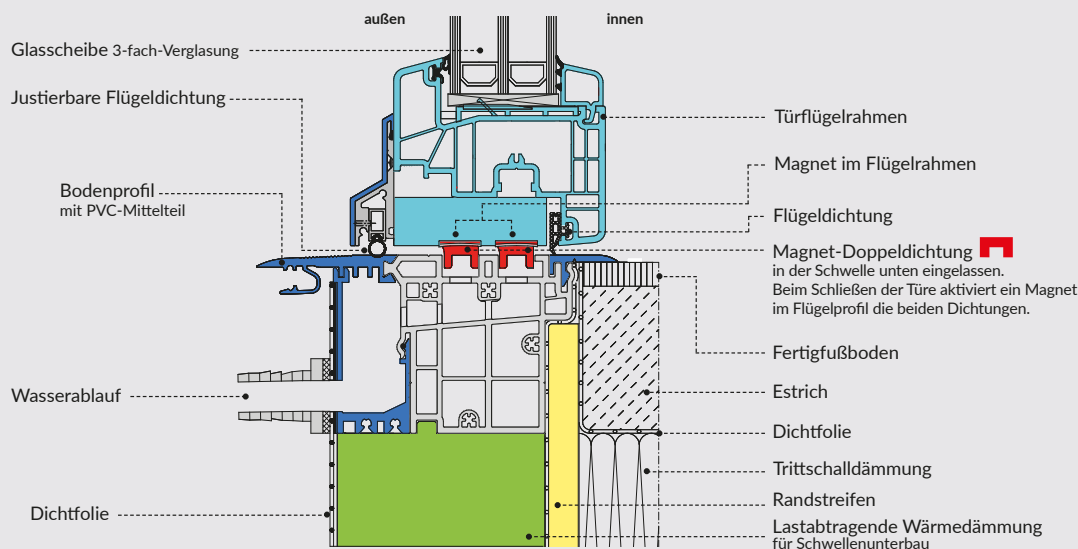 außen
innen
Glasscheibe 3-fach-Verglasung
Justierbare Flügeldichtung
Bodenprofil
mit PVC-Mittelteil
Wasserablauf
Dichtfolie
Türflügelrahmen
Magnet im Flügelrahmen
Flügeldichtung
Magnet-Doppeldichtung
in der Schwelle unten eingelassen.
Beim Schließen der Türe aktiviert ein Magnet
im Flügelprofil die beiden Dichtungen.
Fertigfußboden
Estrich
Dichtfolie
Trittschalldämmung
Randstreifen
Lastabtragende Wärmedämmung
für Schwellenunterbau